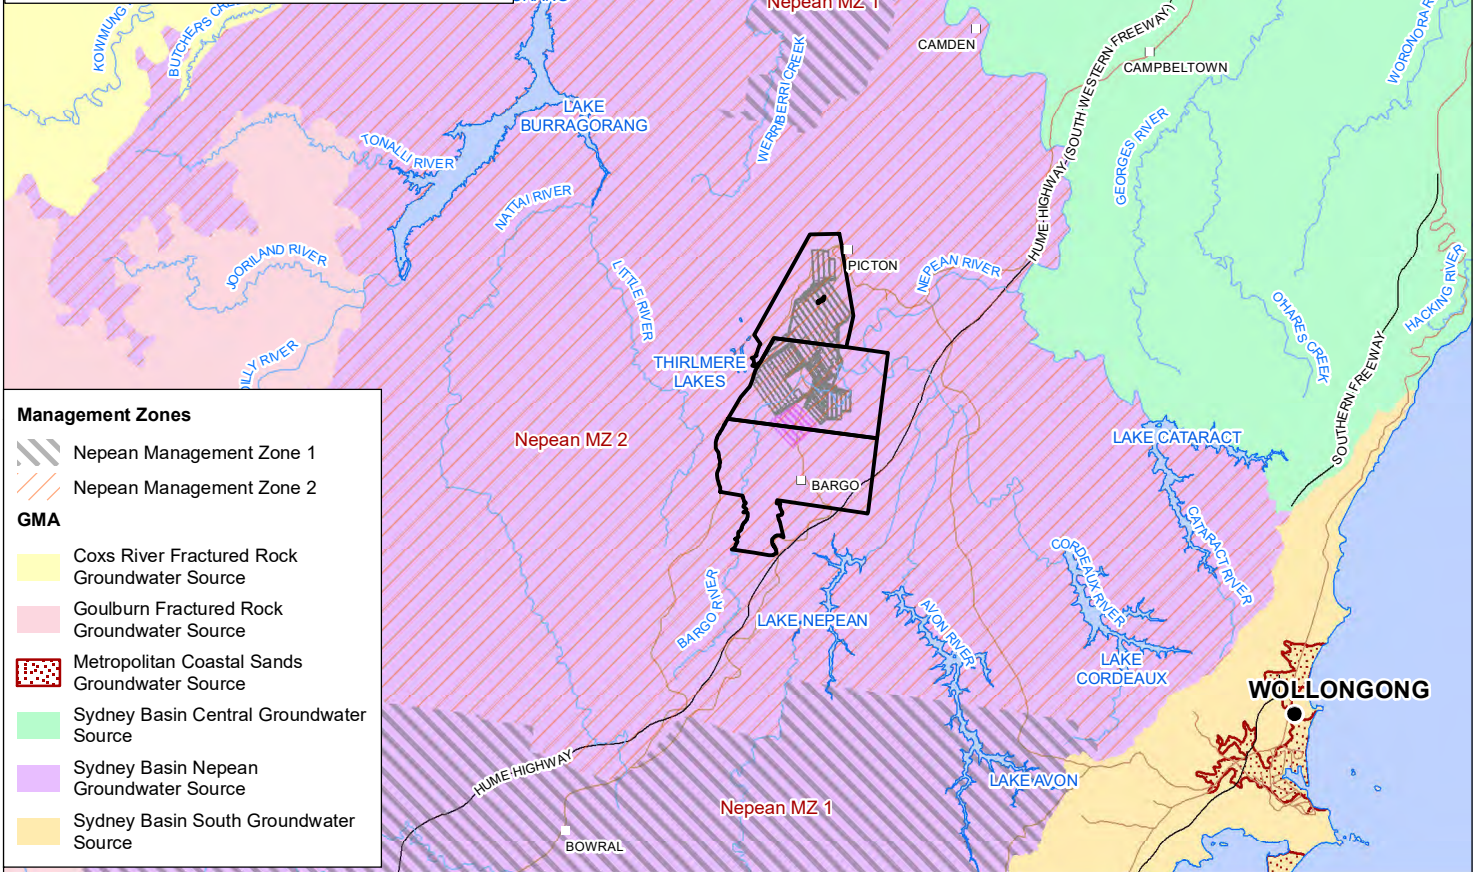 Nepean MZ 1
KOWMUNG
BUTCHERS
CAMDEN
HUME HIGHWAY (SOUTH WESTERN FREEWAY)
CAMPBELTOWN
LAKE
BURRAGORANG
WERRIBERRI CREEK
TONALLI RIVER
GEORGES RIVER
NATTAI RIVER
JOORILAND RIVER
LITTLE RIVER
PICTON
NEPEAN RIVER
O'HARES CREEK
HACKING RIVER
THIRLMERE
LAKES
SOUTHERN FREEWAY
RIVER
Nepean MZ 2
LAKE CATARACT
BARGO
CATARACT RIVER
CORDEAUX RIVER
BARGO RIVER
LAKE NEPEAN
AVON RIVER
LAKE
CORDEAUX
WOLLONGONG
HUME HIGHWAY
LAKE AVON
Nepean MZ 1
BOWRAL
Management Zones
Nepean Management Zone 1
Nepean Management Zone 2
GMA
Coxs River Fractured Rock
Groundwater Source
Goulburn Fractured Rock
Groundwater Source
Metropolitan Coastal Sands
Groundwater Source
Sydney Basin Central Groundwater
Source
Sydney Basin Nepean
Groundwater Source
Sydney Basin South Groundwater
Source